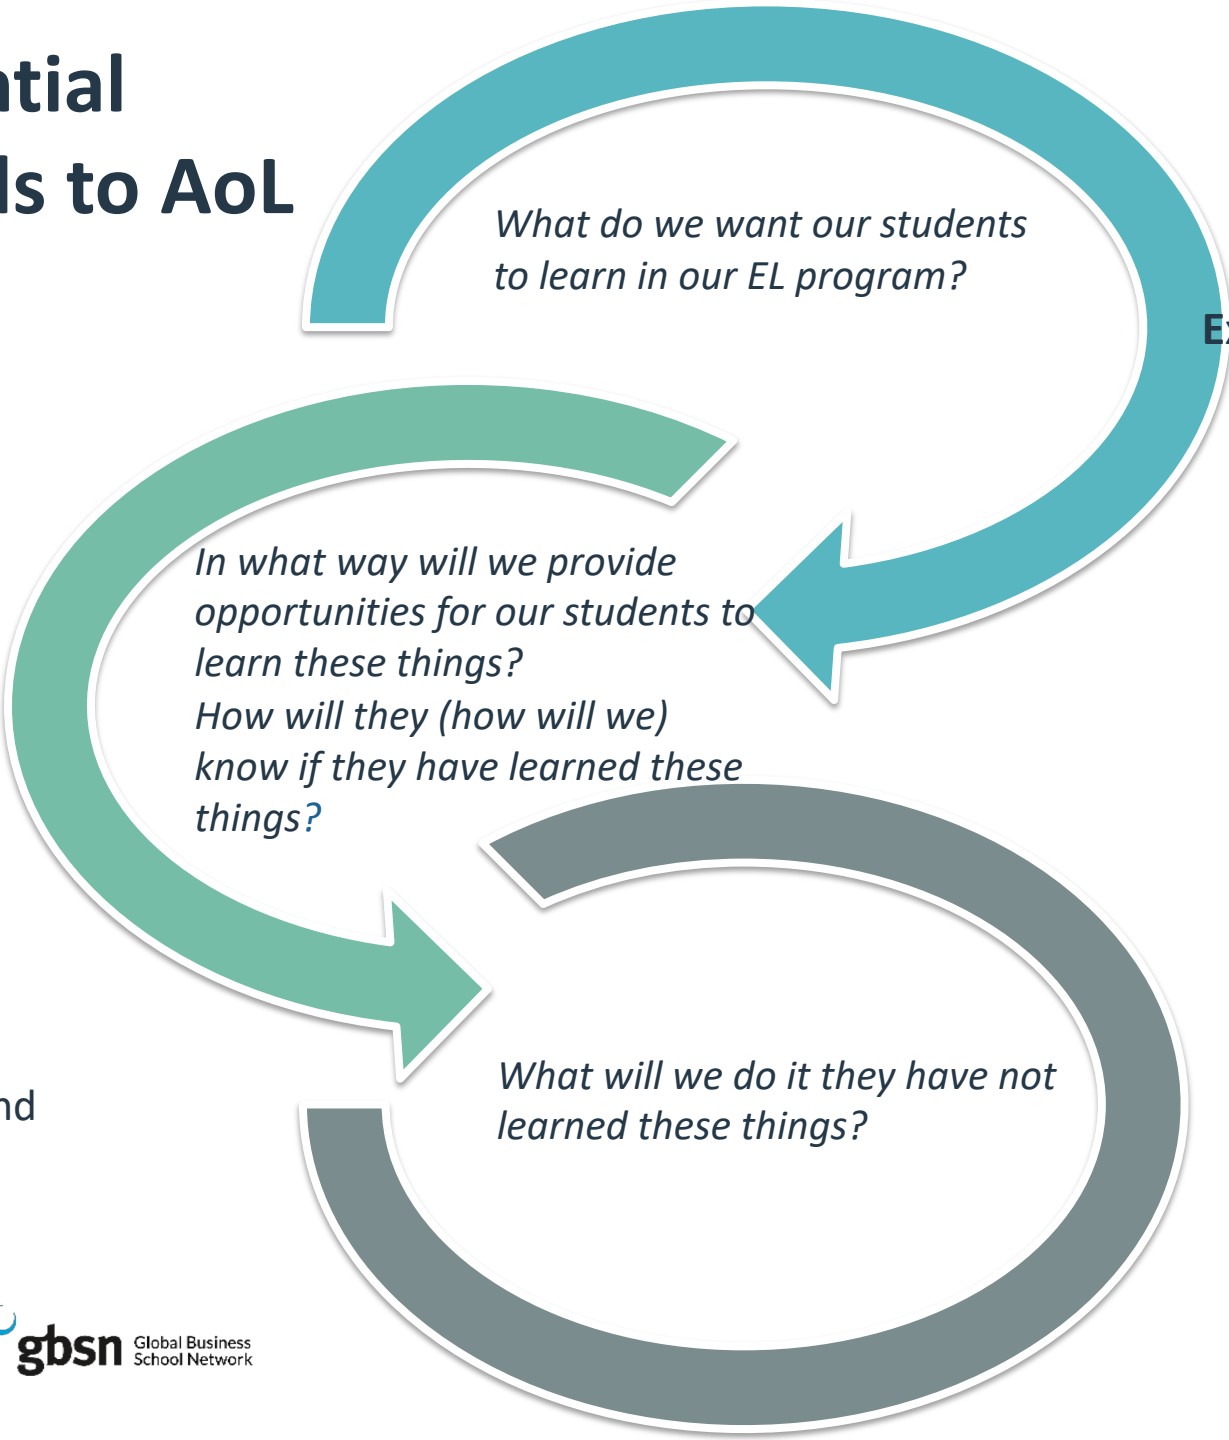 ntial
ls to AoL
What do we want our students
to learn in our EL program?
Ex
In what way will we provide
opportunities for our students to
learn these things?
How will they (how will we)
know if they have learned these
things?
What will we do it they have not
learned these things?
nd
gbsn Global Business
School Network